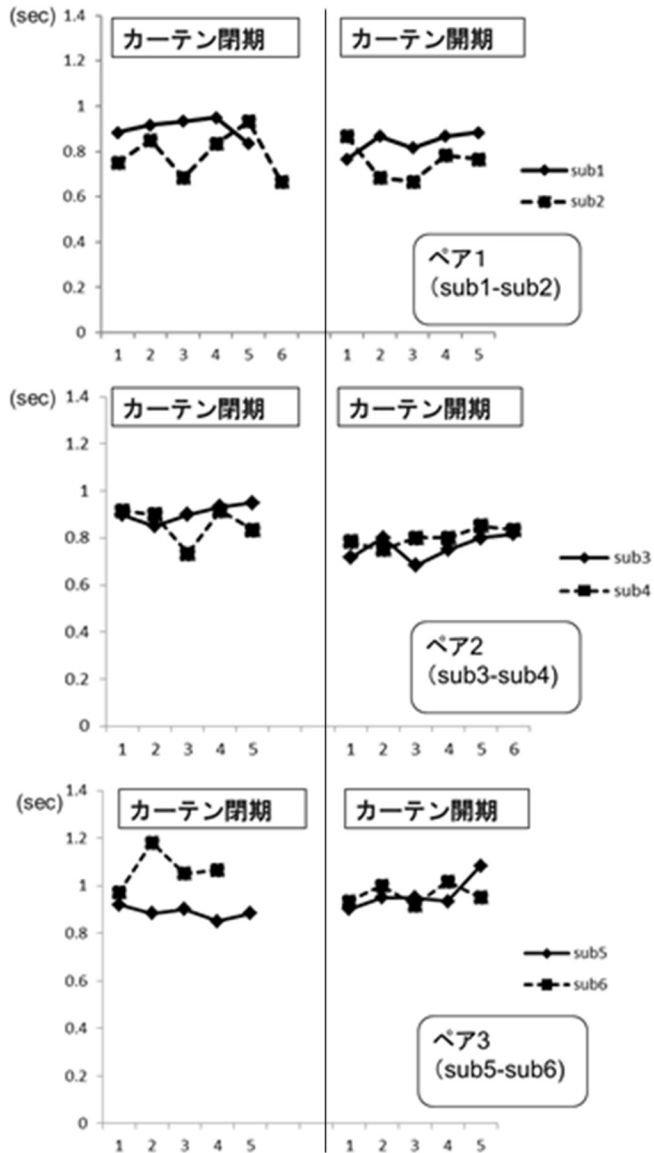 (sec)
1.4
1.2
1
0.8
0.6
0.4
0.2
0
カーテン閉期
カーテン開期
sub1
sub2
ペア1
（sub1-sub2)
1 2 3 4 5 6
1 2 3 4 5
(sec)
1.4
1.2
1
0.8
0.6
0.4
0.2
0
カーテン閉期
カーテン開期
sub3
sub4
ペア2
（sub3-sub4)
1 2 3 4 5
1 2 3 4 5 6
(sec)
1.4
1.2
1
0.8
0.6
0.4
0.2
0
カーテン閉期
カーテン開期
sub5
sub6
ペア3
（sub5-sub6)
1 2 3 4 5
1 2 3 4 5